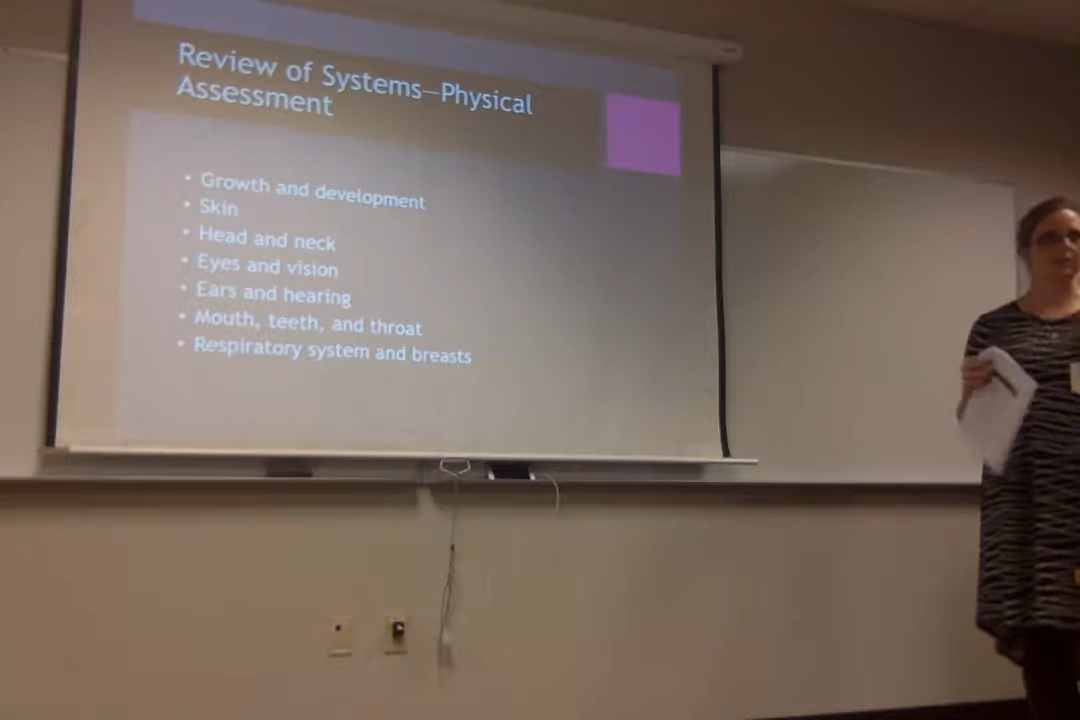 Review of Systems—Physical
Assessment
• Growth and development
• Skin
• Head and neck
• Eyes and vision
• Ears and hearing
• Mouth, teeth, and throat
• Respiratory system and breasts